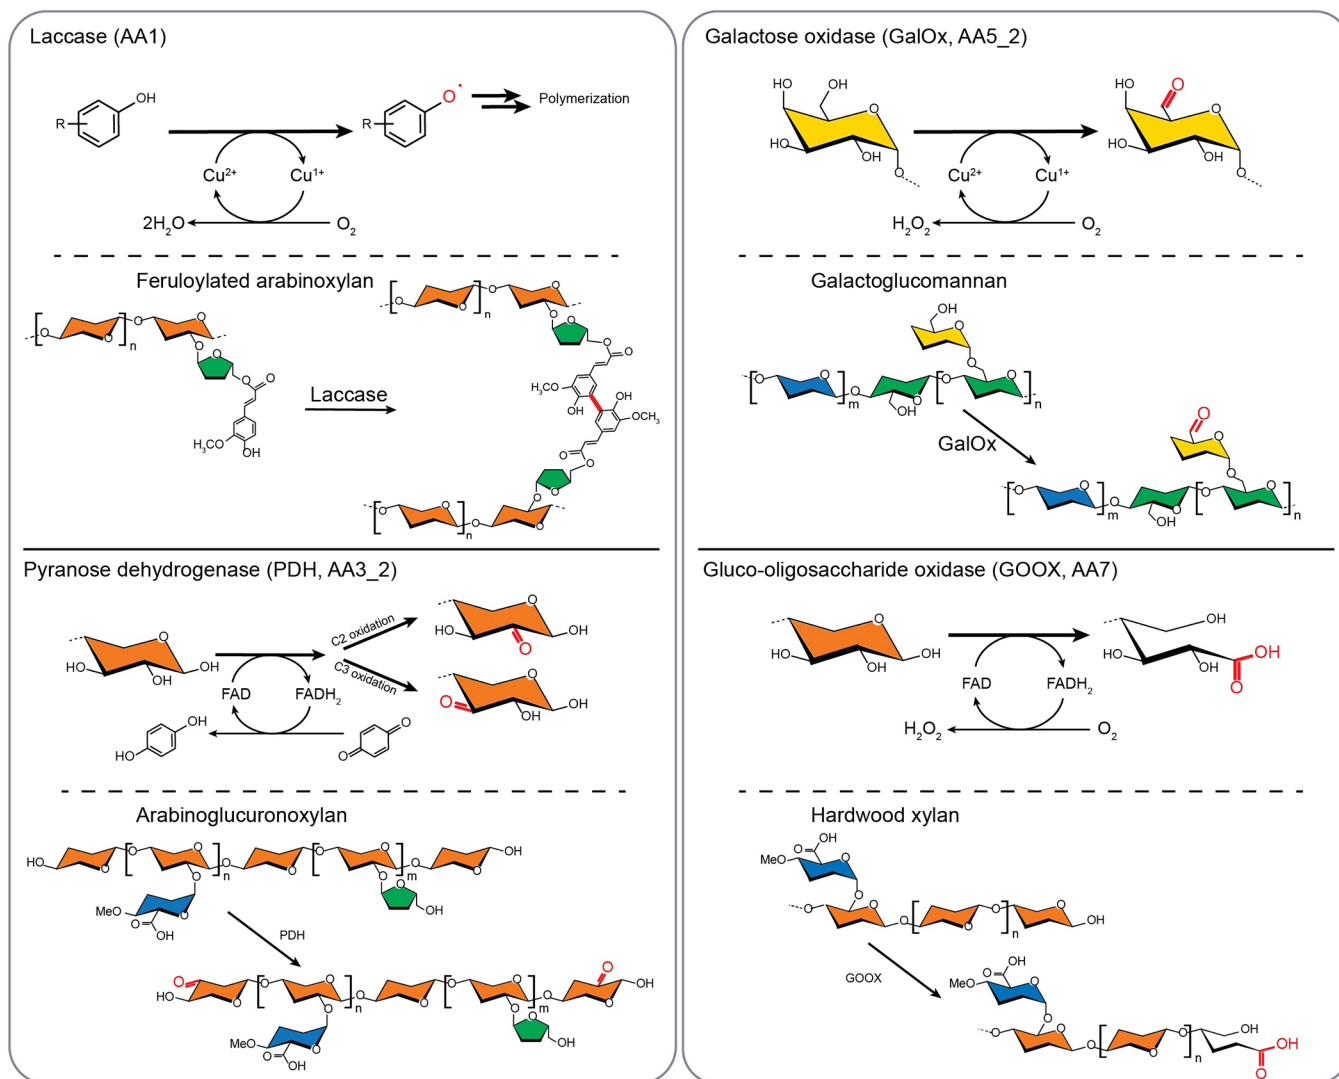 Laccase (AA1)
OH
R
O•
R
Polymerization
Cu2+
Cu1+
2H2O
O2
Feruloylated arabinoxylan
O
O
O
O
n
O
O
O
O
O
H3CO
OH
Laccase
O
O
O
O
n
O
O
O
O
H3CO
OH
OH
OCH3
O
O
O
O
O
O
O
O
n
Galactose oxidase (GalOx, AA5_2)
HO
OH
O
HO
OH
O
HO
O
O
HO
OH
O
Cu2+
Cu1+
H2O2
O2
Galactoglucomannan
OH
O
O
O
O
O
m
O
O
OH
O
O
n
GalOx
O
O
O
O
O
O
m
O
O
OH
O
O
n
Pyranose dehydrogenase (PDH, AA3_2)
O
HO
OH
OH
C2 oxidation
C3 oxidation
O
HO
O
OH
O
O
OH
OH
FAD
FADH2
OH
HO
O
O
Arabinoglucuronoxylan
HO
O
O
O
n
O
O
O
O
O
m
O
O
OH
O
O
MeO
O
OH
O
O
OH
PDH
O
HO
O
O
O
n
O
O
O
O
O
m
O
O
O
OH
O
O
MeO
O
OH
O
O
OH
Gluco-oligosaccharide oxidase (GOOX, AA7)
O
HO
OH
OH
OH
HO
OH
OH
O
FAD
FADH2
H2O2
O2
Hardwood xylan
OH
O
MeO
O
O
O
O
O
O
O
n
O
O
OH
GOOX
OH
O
MeO
O
O
O
O
O
O
O
O
n
OH
OH
O